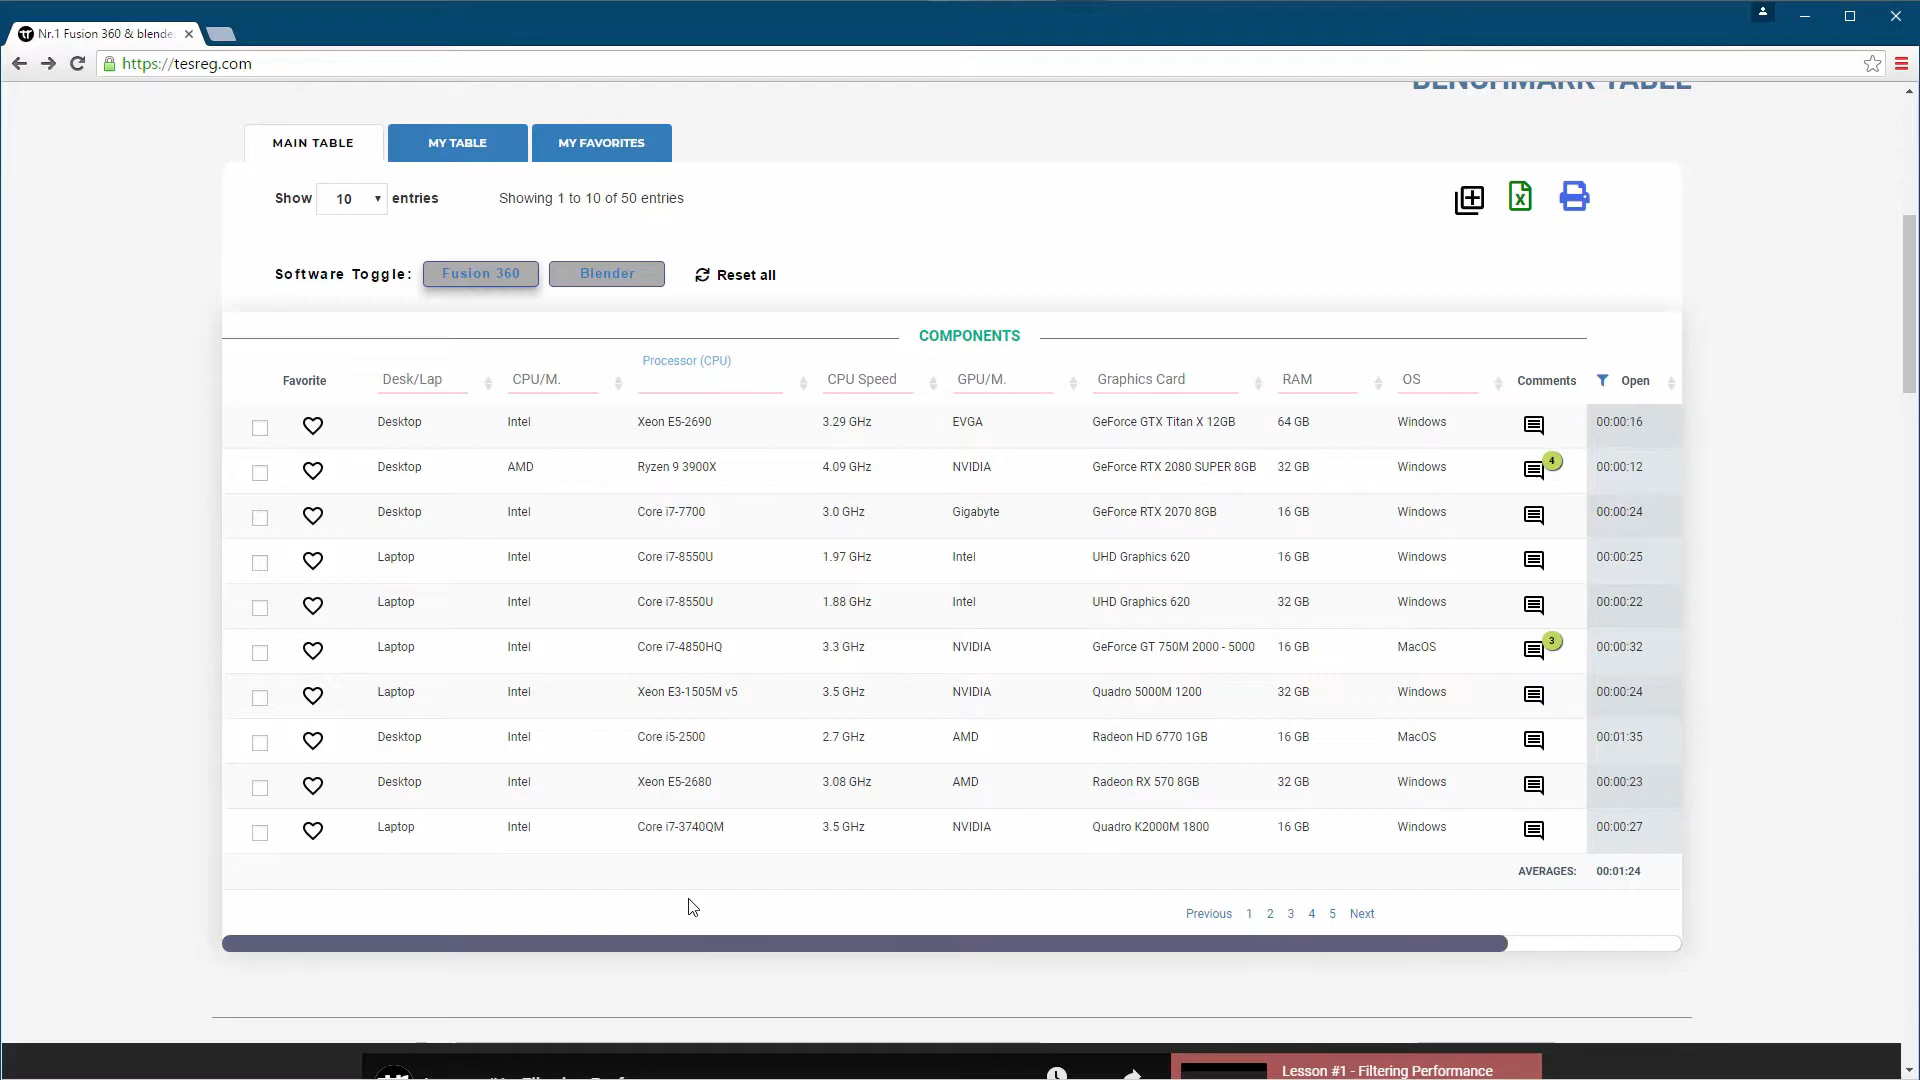 Nr.1 Fusion 360 & blende
https://tesreg.com
BENCHMARK TABLE
MAIN TABLE MY TABLE MY FAVORITES
Show 10 entries Showing 1 to 10 of 50 entries
Software Toggle: Fusion 360 Blender Reset all
COMPONENTS
Processor (CPU)
Favorite Desk/Lap CPU/M. CPU Speed GPU/M. Graphics Card RAM OS Comments Open
Desktop Intel Xeon E5-2690 3.29 GHz EVGA GeForce GTX Titan X 12GB 64 GB Windows 00:00:16
Desktop AMD Ryzen 9 3900X 4.09 GHz NVIDIA GeForce RTX 2080 SUPER 8GB 32 GB Windows 4 00:00:12
Desktop Intel Core i7-7700 3.0 GHz Gigabyte GeForce RTX 2070 8GB 16 GB Windows 00:00:24
Laptop Intel Core i7-8550U 1.97 GHz Intel UHD Graphics 620 16 GB Windows 00:00:25
Laptop Intel Core i7-8550U 1.88 GHz Intel UHD Graphics 620 32 GB Windows 00:00:22
Laptop Intel Core i7-4850HQ 3.3 GHz NVIDIA GeForce GT 750M 2000 - 5000 16 GB MacOS 3 00:00:32
Laptop Intel Xeon E3-1505M v5 3.5 GHz NVIDIA Quadro 5000M 1200 32 GB Windows 00:00:24
Desktop Intel Core i5-2500 2.7 GHz AMD Radeon HD 6770 1GB 16 GB MacOS 00:01:35
Desktop Intel Xeon E5-2680 3.08 GHz AMD Radeon RX 570 8GB 32 GB Windows 00:00:23
Laptop Intel Core i7-3740QM 3.5 GHz NVIDIA Quadro K2000M 1800 16 GB Windows 00:00:27
AVERAGES: 00:01:24
Previous 1 2 3 4 5 Next
Lesson #1 - Filtering Performance